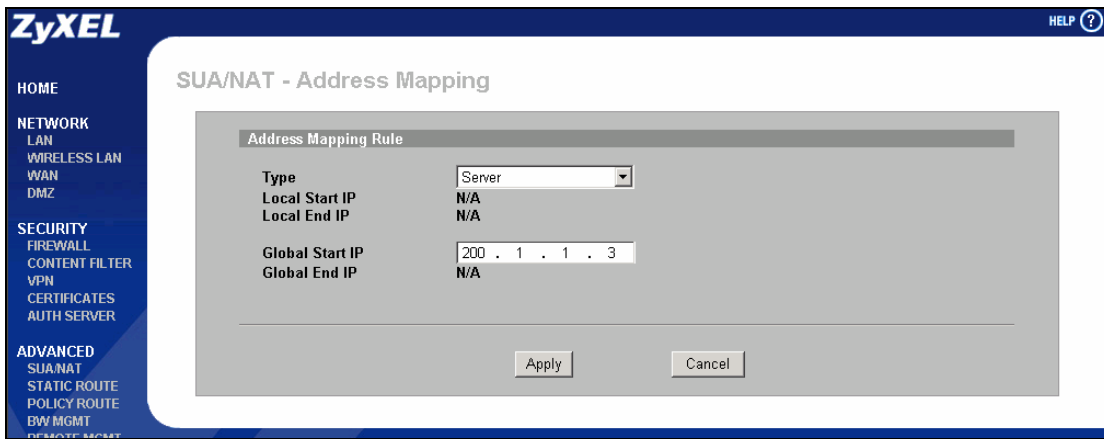 ZyXEL
HELP ?
HOME
NETWORK
LAN
WIRELESS LAN
WAN
DMZ
SECURITY
FIREWALL
CONTENT FILTER
VPN
CERTIFICATES
AUTH SERVER
ADVANCED
SUA/NAT
STATIC ROUTE
POLICY ROUTE
BW MGMT
REMOTE MGMT
SUA/NAT - Address Mapping
Address Mapping Rule
Type Server
Local Start IP N/A
Local End IP N/A
Global Start IP 200 . 1 . 1 . 3
Global End IP N/A
Apply Cancel